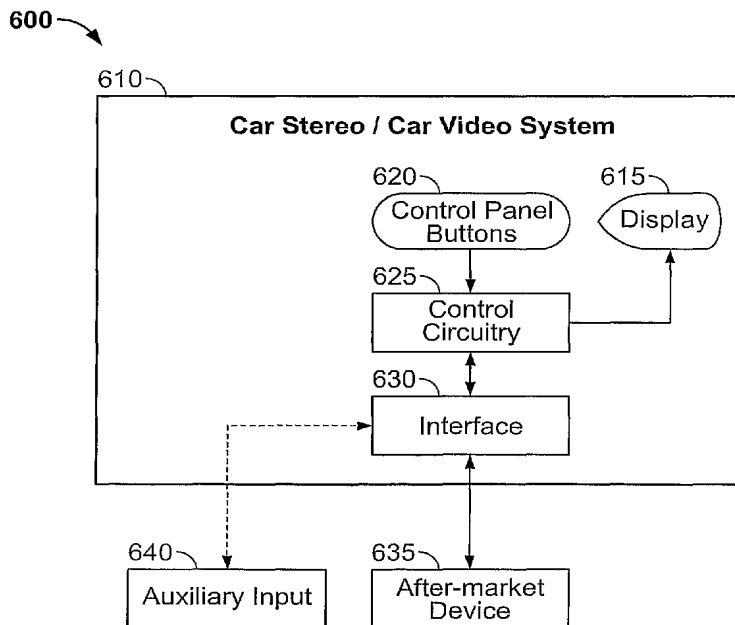 600
610
Car Stereo / Car Video System
620
615
Control Panel
Buttons
Display
625
Control
Circuitry
630
Interface
640
635
Auxiliary Input
After-market
Device